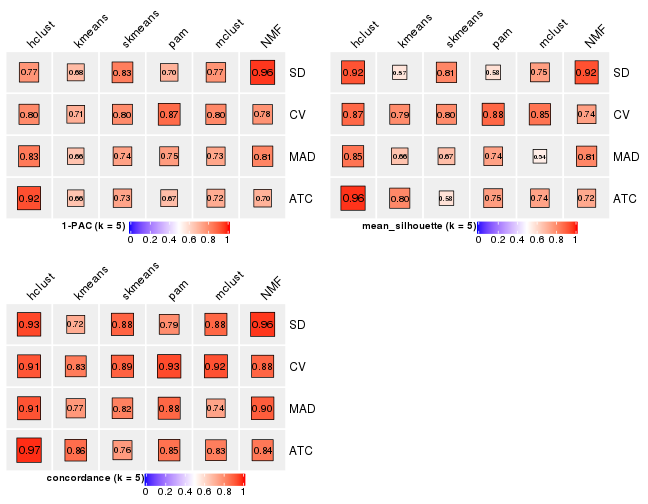 hclust kmeans skmeans pam mclust NMF
0.77 0.68 0.83 0.70 0.77 0.96 SD
0.80 0.71 0.80 0.87 0.80 0.78 CV
0.83 0.66 0.74 0.75 0.73 0.81 MAD
0.92 0.66 0.73 0.67 0.72 0.70 ATC
1-PAC (k = 5)
0 0.2 0.4 0.6 0.8 1
hclust kmeans skmeans pam mclust NMF
0.92 0.57 0.81 0.58 0.75 0.92 SD
0.87 0.79 0.80 0.88 0.85 0.74 CV
0.85 0.66 0.67 0.74 0.54 0.81 MAD
0.96 0.80 0.58 0.75 0.74 0.72 ATC
mean_silhouette (k = 5)
0 0.2 0.4 0.6 0.8 1
hclust kmeans skmeans pam mclust NMF
0.93 0.72 0.88 0.79 0.88 0.96 SD
0.91 0.83 0.89 0.93 0.92 0.88 CV
0.91 0.77 0.82 0.88 0.74 0.90 MAD
0.97 0.86 0.76 0.85 0.83 0.84 ATC
concordance (k = 5)
0 0.2 0.4 0.6 0.8 1